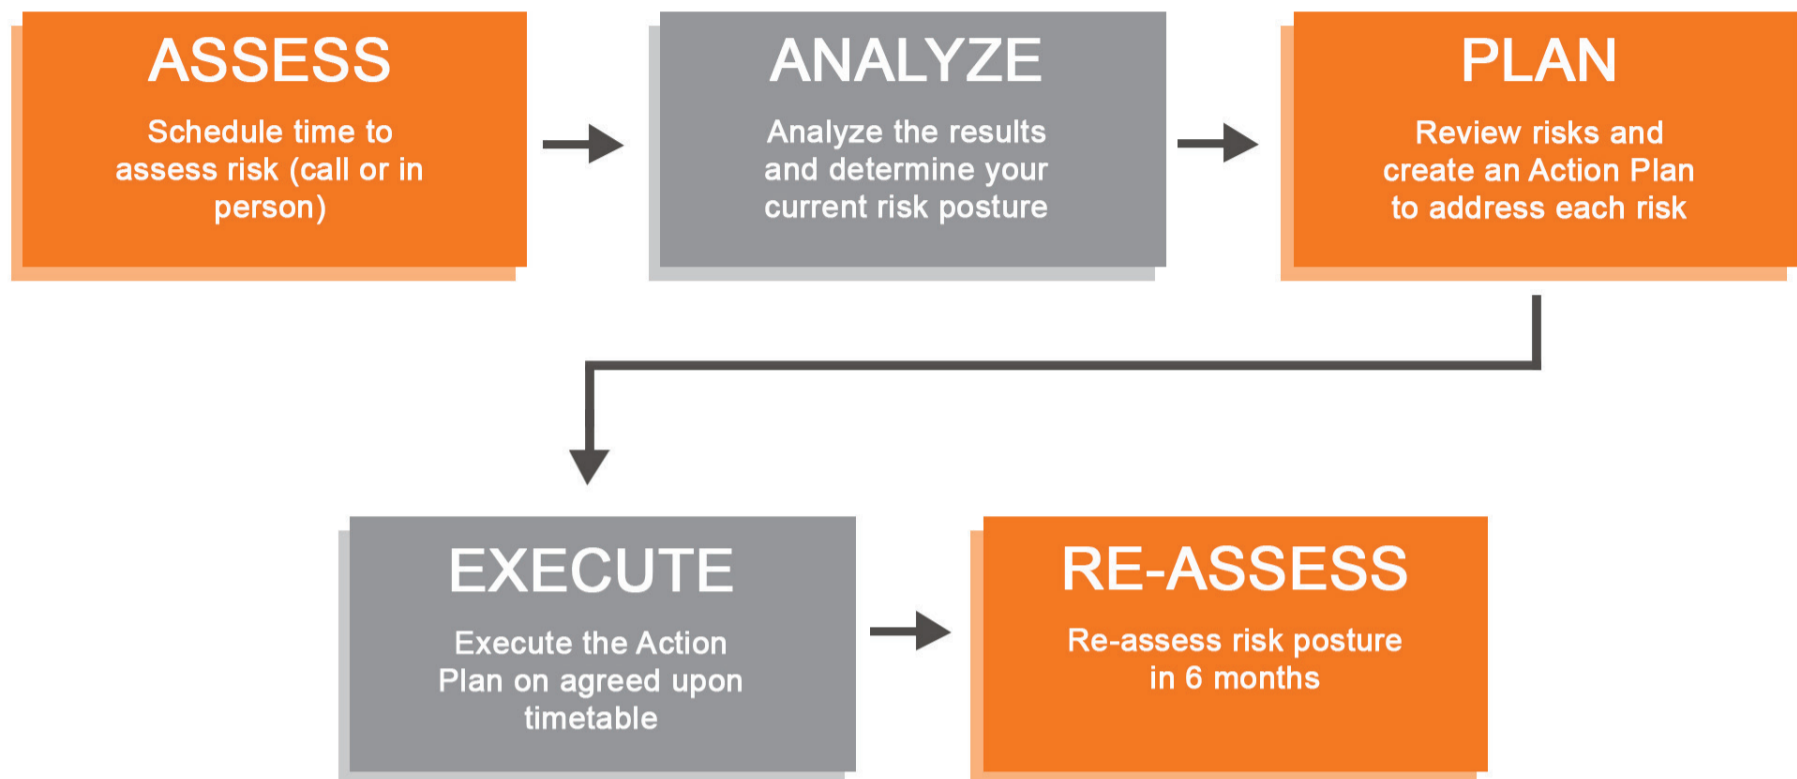 ASSESS
Schedule time to
assess risk (call or in
person)
ANALYZE
Analyze the results
and determine your
current risk posture
PLAN
Review risks and
create an Action Plan
to address each risk
EXECUTE
Execute the Action
Plan on agreed upon
timetable
RE-ASSESS
Re-assess risk posture
in 6 months